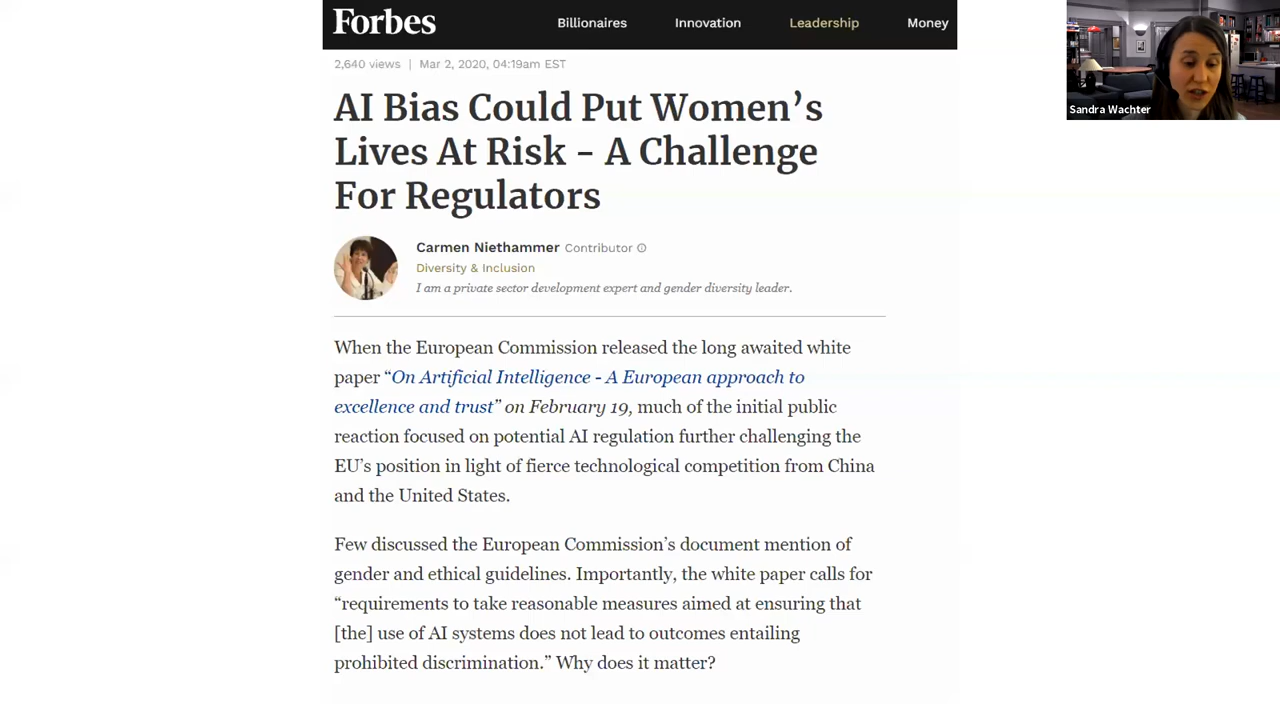 Forbes
Billionaires Innovation Leadership Money
Sandra Wachter
2,640 views | Mar 2, 2020, 04:19am EST
AI Bias Could Put Women’s
Lives At Risk - A Challenge
For Regulators
Carmen Niethammer Contributor
Diversity & Inclusion
I am a private sector development expert and gender diversity leader.
When the European Commission released the long awaited white
paper “On Artificial Intelligence - A European approach to
excellence and trust” on February 19, much of the initial public
reaction focused on potential AI regulation further challenging the
EU’s position in light of fierce technological competition from China
and the United States.
Few discussed the European Commission’s document mention of
gender and ethical guidelines. Importantly, the white paper calls for
“requirements to take reasonable measures aimed at ensuring that
[the] use of AI systems does not lead to outcomes entailing
prohibited discrimination.” Why does it matter?